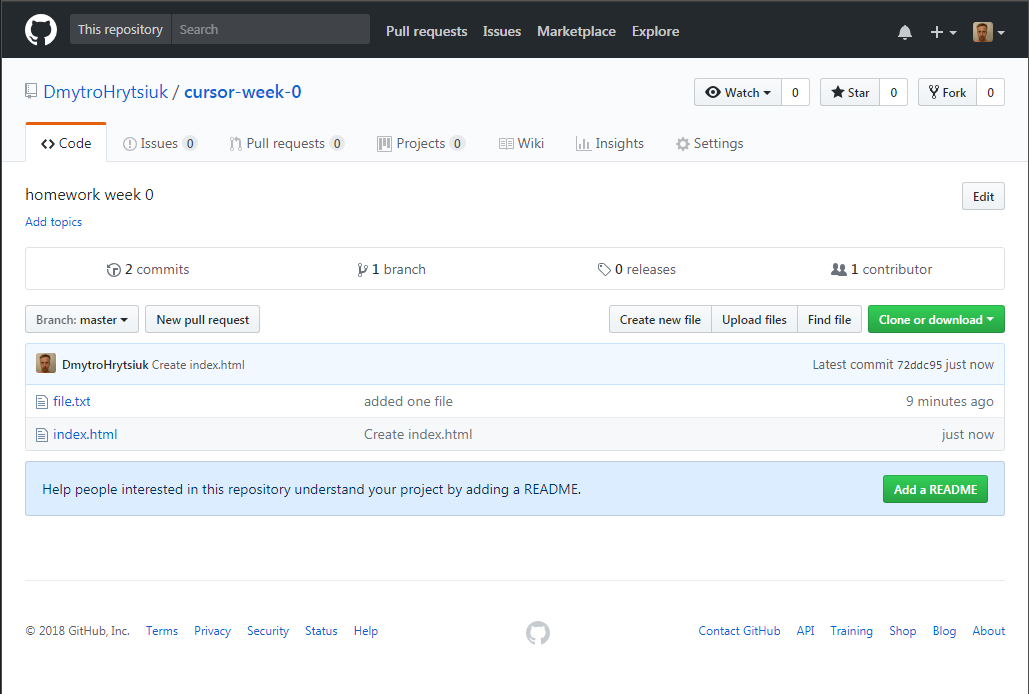 This repository Search Pull requests Issues Marketplace Explore
DmytroHrytsiuk / cursor-week-0 Watch 0 Star 0 Fork 0
Code Issues 0 Pull requests 0 Projects 0 Wiki Insights Settings
homework week 0 Edit
Add topics
2 commits 1 branch 0 releases 1 contributor
Branch: master New pull request Create new file Upload files Find file Clone or download
DmytroHrytsiuk Create index.html Latest commit 72ddc95 just now
file.txt added one file 9 minutes ago
index.html Create index.html just now
Help people interested in this repository understand your project by adding a README. Add a README
© 2018 GitHub, Inc. Terms Privacy Security Status Help Contact GitHub API Training Shop Blog About